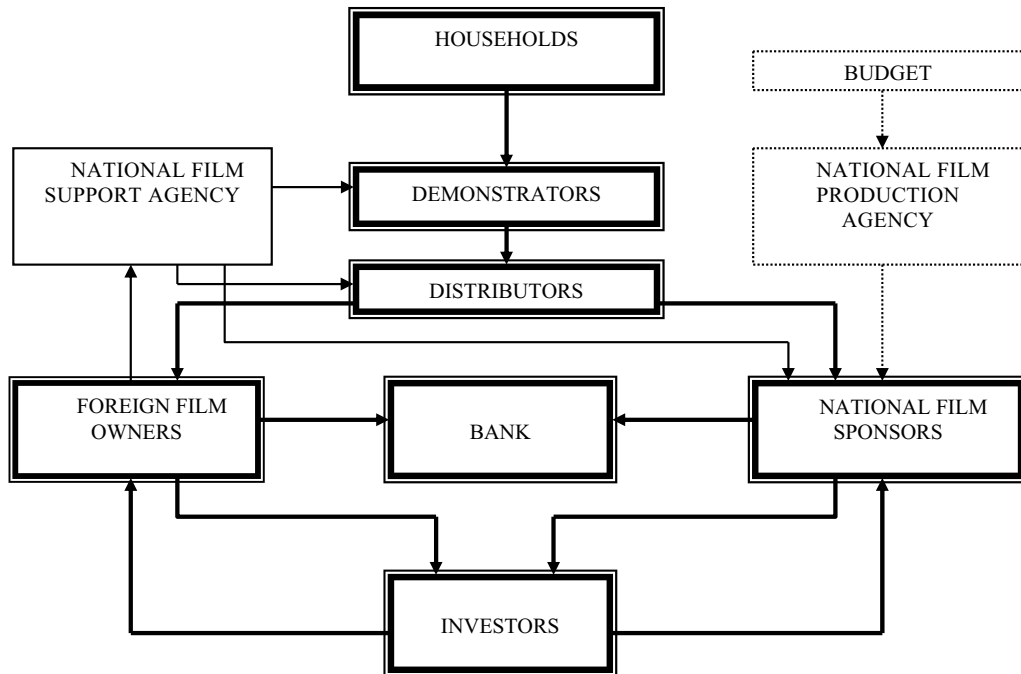 HOUSEHOLDS
BUDGET
NATIONAL FILM
SUPPORT AGENCY
DEMONSTRATORS
NATIONAL FILM
PRODUCTION
AGENCY
DISTRIBUTORS
FOREIGN FILM
OWNERS
BANK
NATIONAL FILM
SPONSORS
INVESTORS